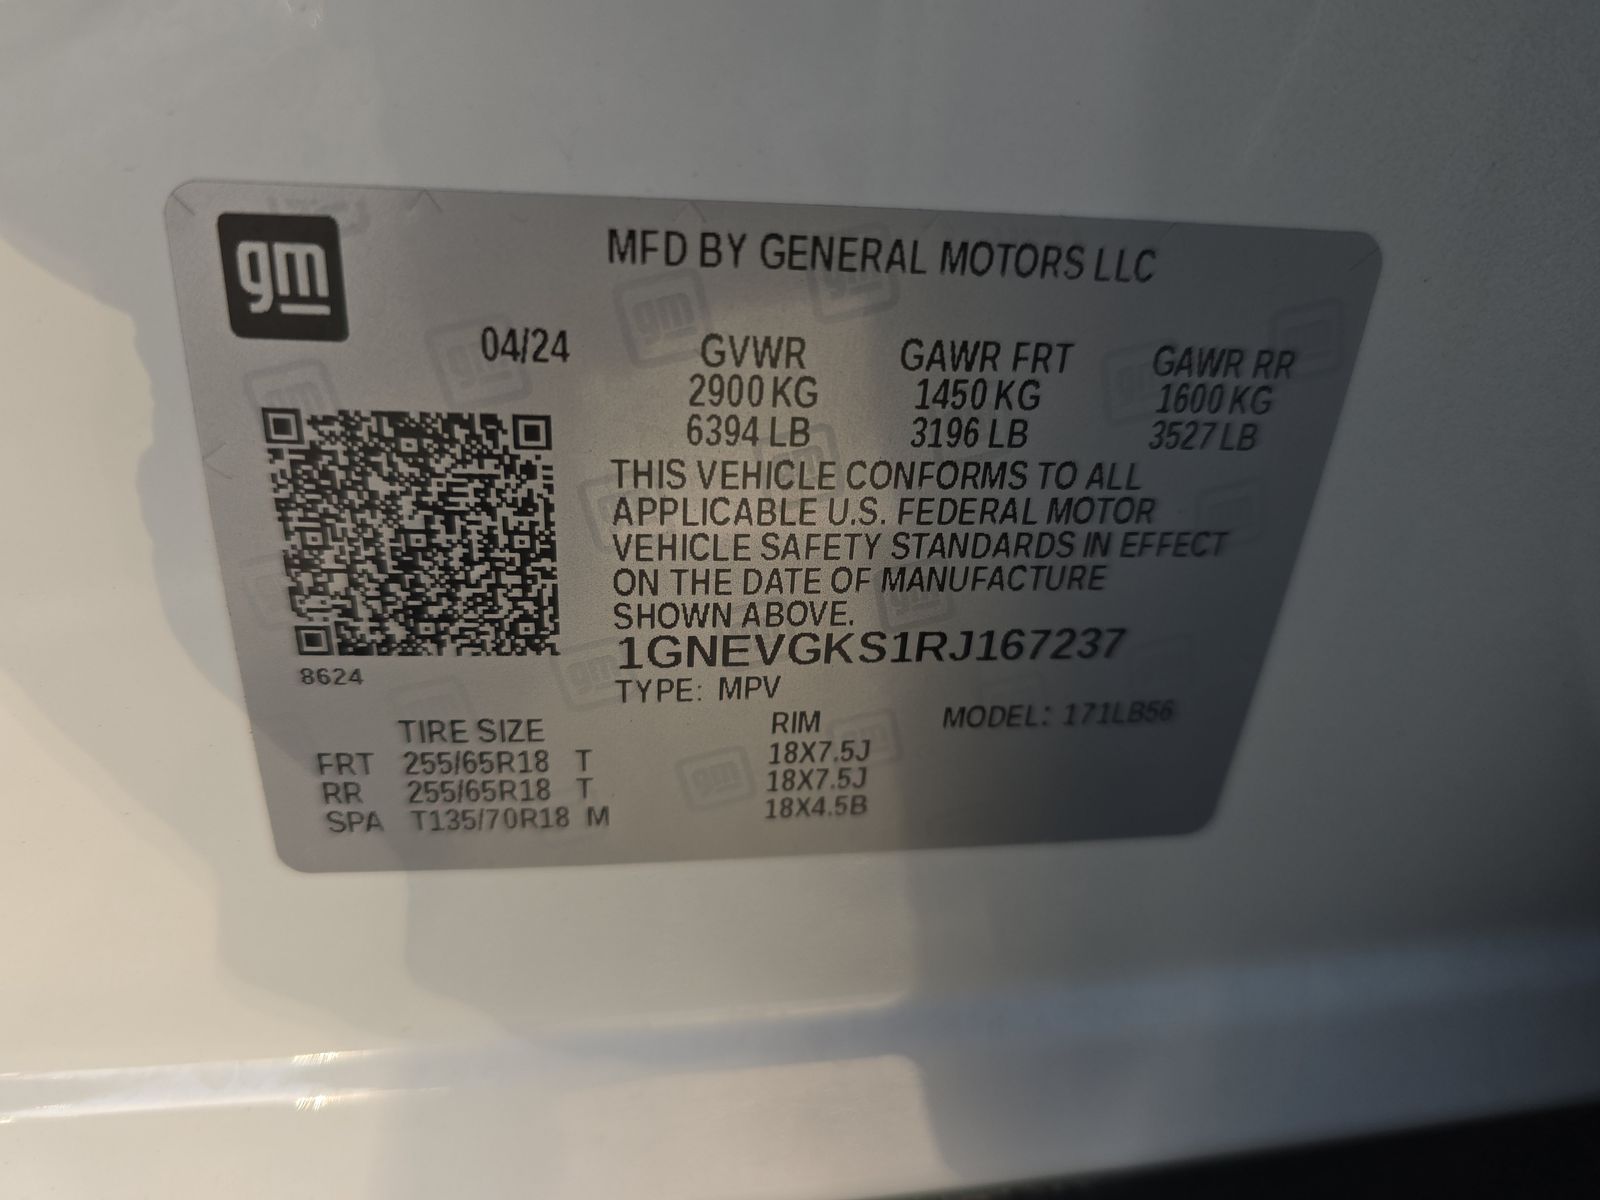 gm
MFD BY GENERAL MOTORS LLC
04/24 GVWR GAWR FRT GAWR RR
2900 KG 1450 KG 1600 KG
6394 LB 3196 LB 3527 LB
THIS VEHICLE CONFORMS TO ALL
APPLICABLE U.S. FEDERAL MOTOR
VEHICLE SAFETY STANDARDS IN EFFECT
ON THE DATE OF MANUFACTURE
SHOWN ABOVE.
1GNEVGKS1RJ167237
8624
TYPE: MPV
TIRE SIZE RIM MODEL: 171LB56
FRT 255/65R18 T 18X7.5J
RR 255/65R18 T 18X7.5J
SPA T135/70R18 M 18X4.5B